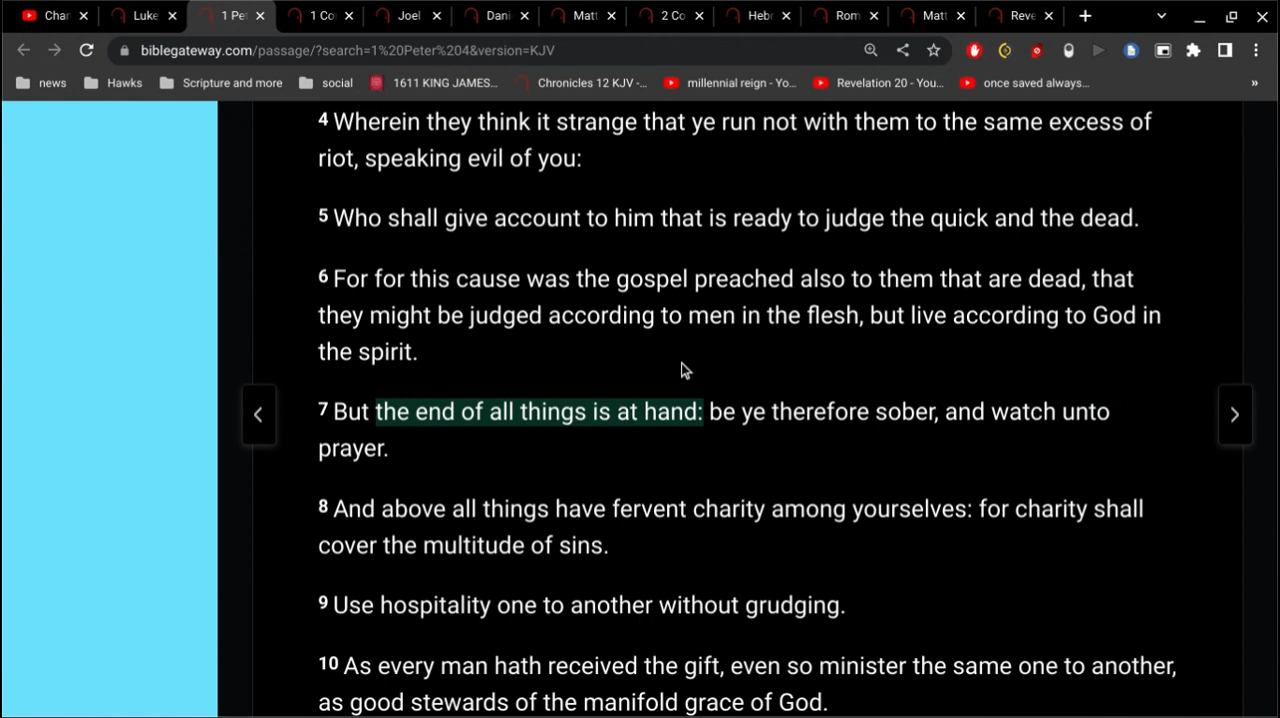 Char
Luke
1 Pe
1 Co
Joel
Dani
Matt
2 Co
Heb
Rom
Matt
Reve
biblegateway.com/passage/?search=1%20Peter%204&version=KJV
news
Hawks
Scripture and more
social
1611 KING JAMES...
Chronicles 12 KJV -...
millennial reign - Yo...
Revelation 20 - You...
once saved always...
»
4 Wherein they think it strange that ye run not with them to the same excess of
riot, speaking evil of you:
5 Who shall give account to him that is ready to judge the quick and the dead.
6 For for this cause was the gospel preached also to them that are dead, that
they might be judged according to men in the flesh, but live according to God in
the spirit.
7 But the end of all things is at hand: be ye therefore sober, and watch unto
prayer.
8 And above all things have fervent charity among yourselves: for charity shall
cover the multitude of sins.
9 Use hospitality one to another without grudging.
10 As every man hath received the gift, even so minister the same one to another,
as good stewards of the manifold grace of God.